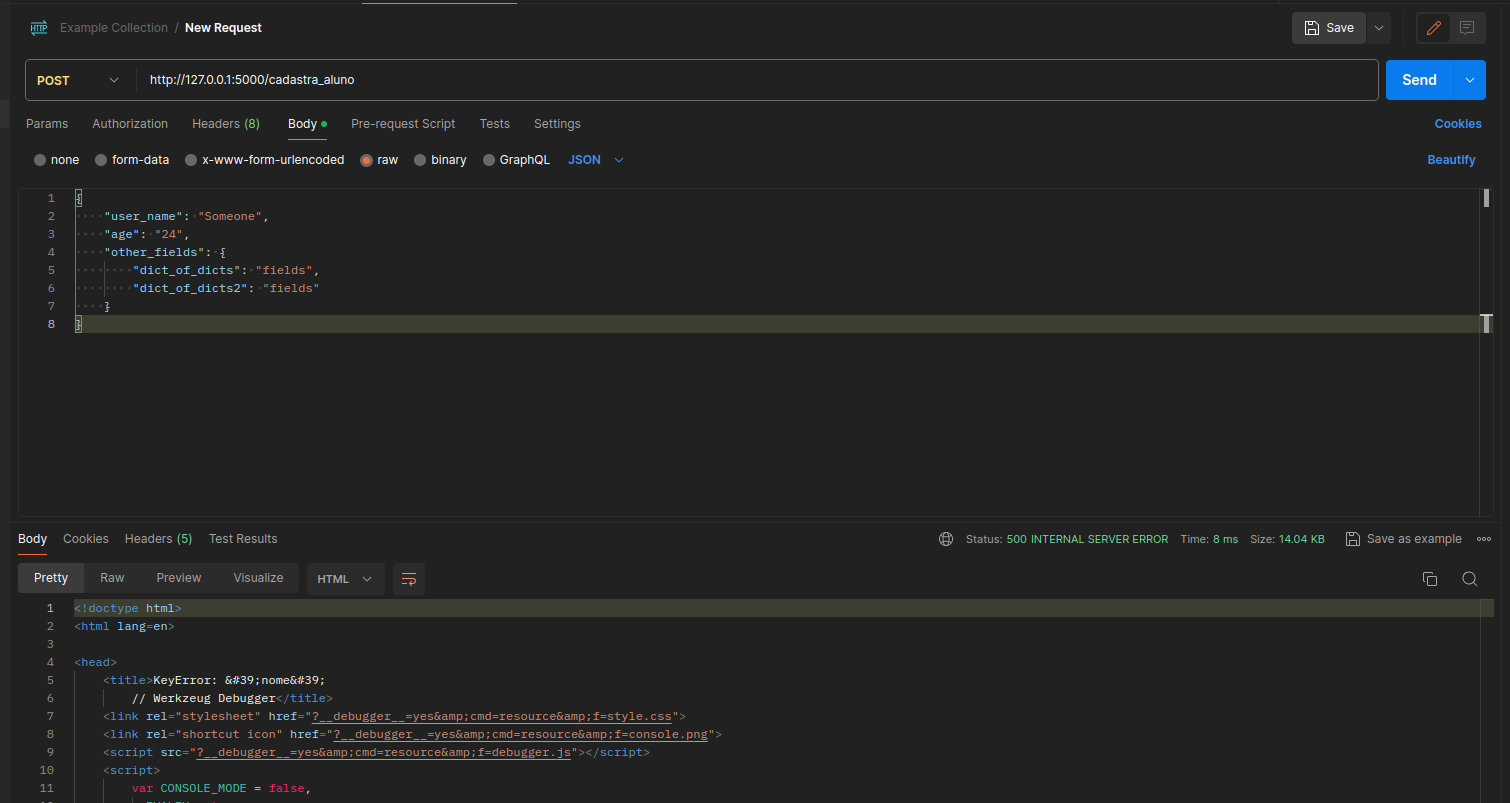 HTTP Example Collection / New Request Save
POST http://127.0.0.1:5000/cadastra_aluno Send
Params Authorization Headers (8) Body Pre-request Script Tests Settings Cookies
none form-data x-www-form-urlencoded raw binary GraphQL JSON Beautify
1 {
2 "user_name": "Someone",
3 "age": "24",
4 "other_fields": {
5 "dict_of_dicts": "fields",
6 "dict_of_dicts2": "fields"
7 }
8 }
Body Cookies Headers (5) Test Results Status: 500 INTERNAL SERVER ERROR Time: 8 ms Size: 14.04 KB Save as example
Pretty Raw Preview Visualize HTML
1 <!doctype html>
2 <html lang=en>
3
4 <head>
5 <title>KeyError: &#39;nome&#39;
6 // Werkzeug Debugger</title>
7 <link rel="stylesheet" href="?__debugger__=yes&amp;cmd=resource&amp;f=style.css">
8 <link rel="shortcut icon" href="?__debugger__=yes&amp;cmd=resource&amp;f=console.png">
9 <script src="?__debugger__=yes&amp;cmd=resource&amp;f=debugger.js"></script>
10 <script>
11 var CONSOLE_MODE = false,